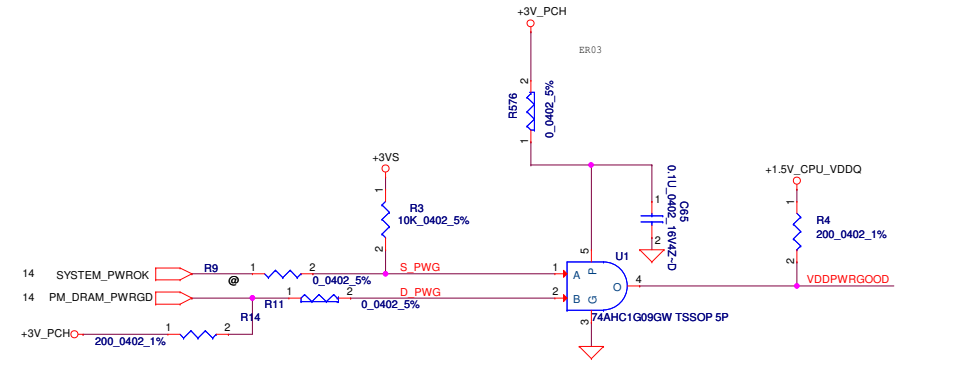 +3V_PCH
ER03
2
R576
0_0402_5%
1
+3VS
1
R3
10K_0402_5%
2
0.1U_0402_16V4Z~D
C65
1
2
+1.5V_CPU_VDDQ
1
R4
200_0402_1%
2
5
U1
14 SYSTEM_PWROK
R9
@
1 2
0_0402_5%
S_PWG
1
A
P
O
4
VDDPWRGOOD
14 PM_DRAM_PWRGD
R11
1 2
0_0402_5%
D_PWG
2
B
G
3
74AHC1G09GW TSSOP 5P
R14
+3V_PCH
1 2
200_0402_1%